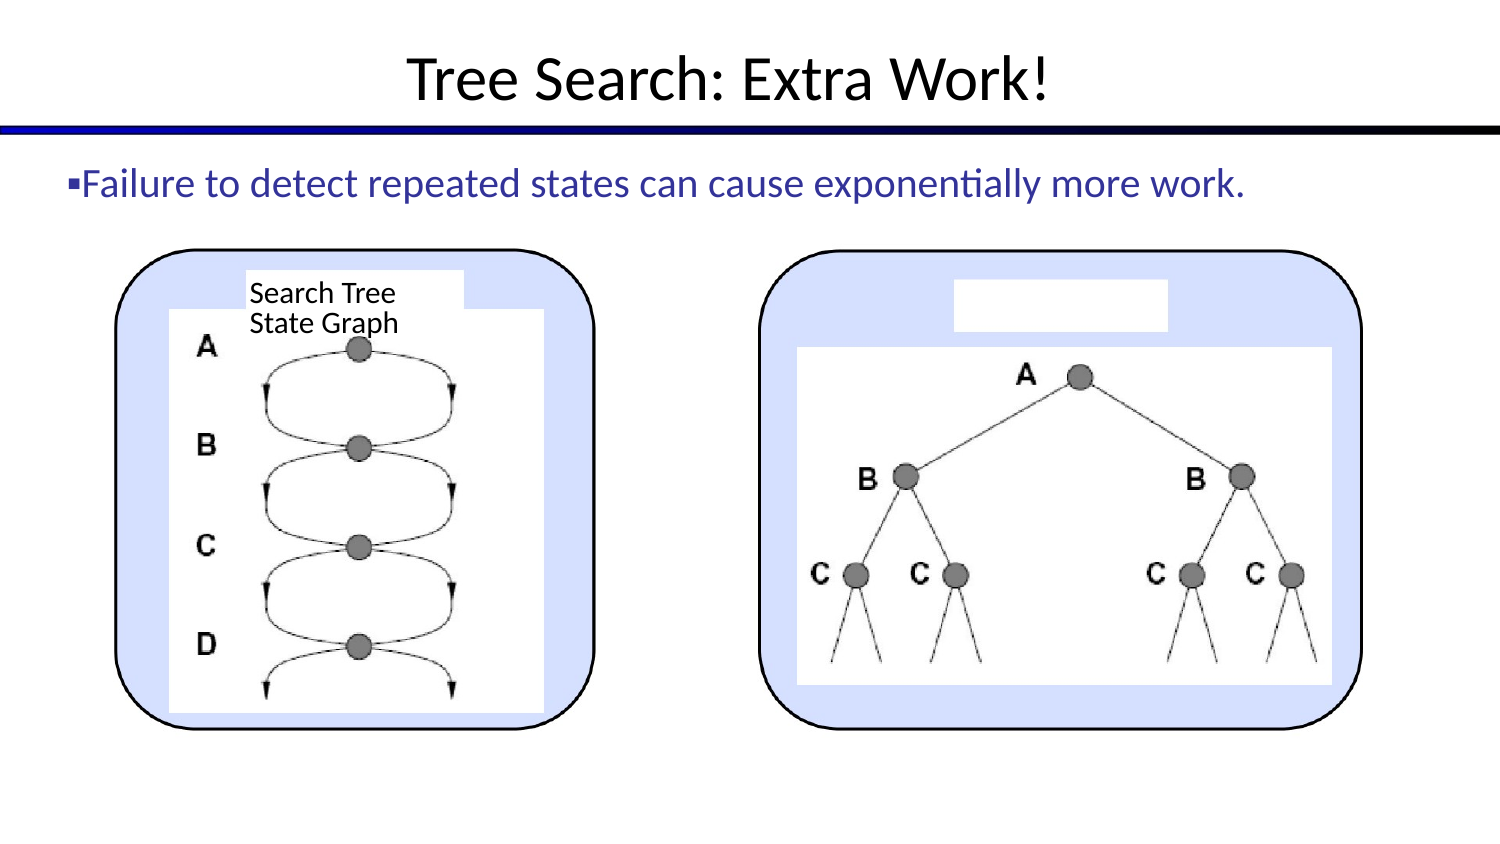 Tree Search: Extra Work!
▪Failure to detect repeated states can cause exponentially more work.
Search Tree
State Graph
A
B
C
D
A
B B
C C C C